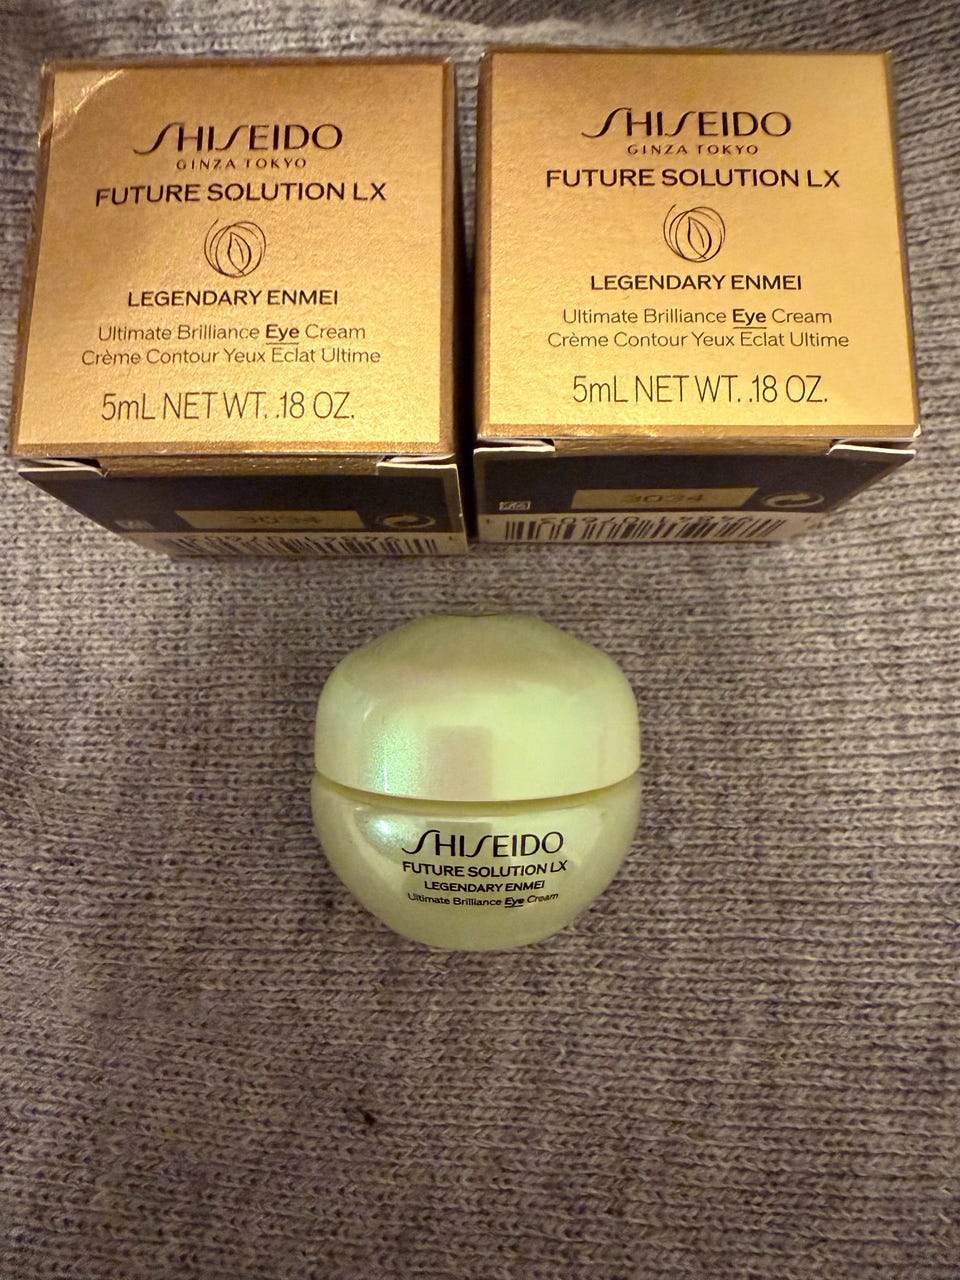 SHISEIDO
GINZA TOKYO
FUTURE SOLUTION LX
LEGENDARY ENMEI
Ultimate Brilliance Eye Cream
Crème Contour Yeux Eclat Ultime
5mL NET WT. .18 OZ.
3034
SHISEIDO
GINZA TOKYO
FUTURE SOLUTION LX
LEGENDARY ENMEI
Ultimate Brilliance Eye Cream
Crème Contour Yeux Eclat Ultime
5mL NET WT. .18 OZ.
3034
SHISEIDO
FUTURE SOLUTION LX
LEGENDARY ENMEI
Ultimate Brilliance Eye Cream